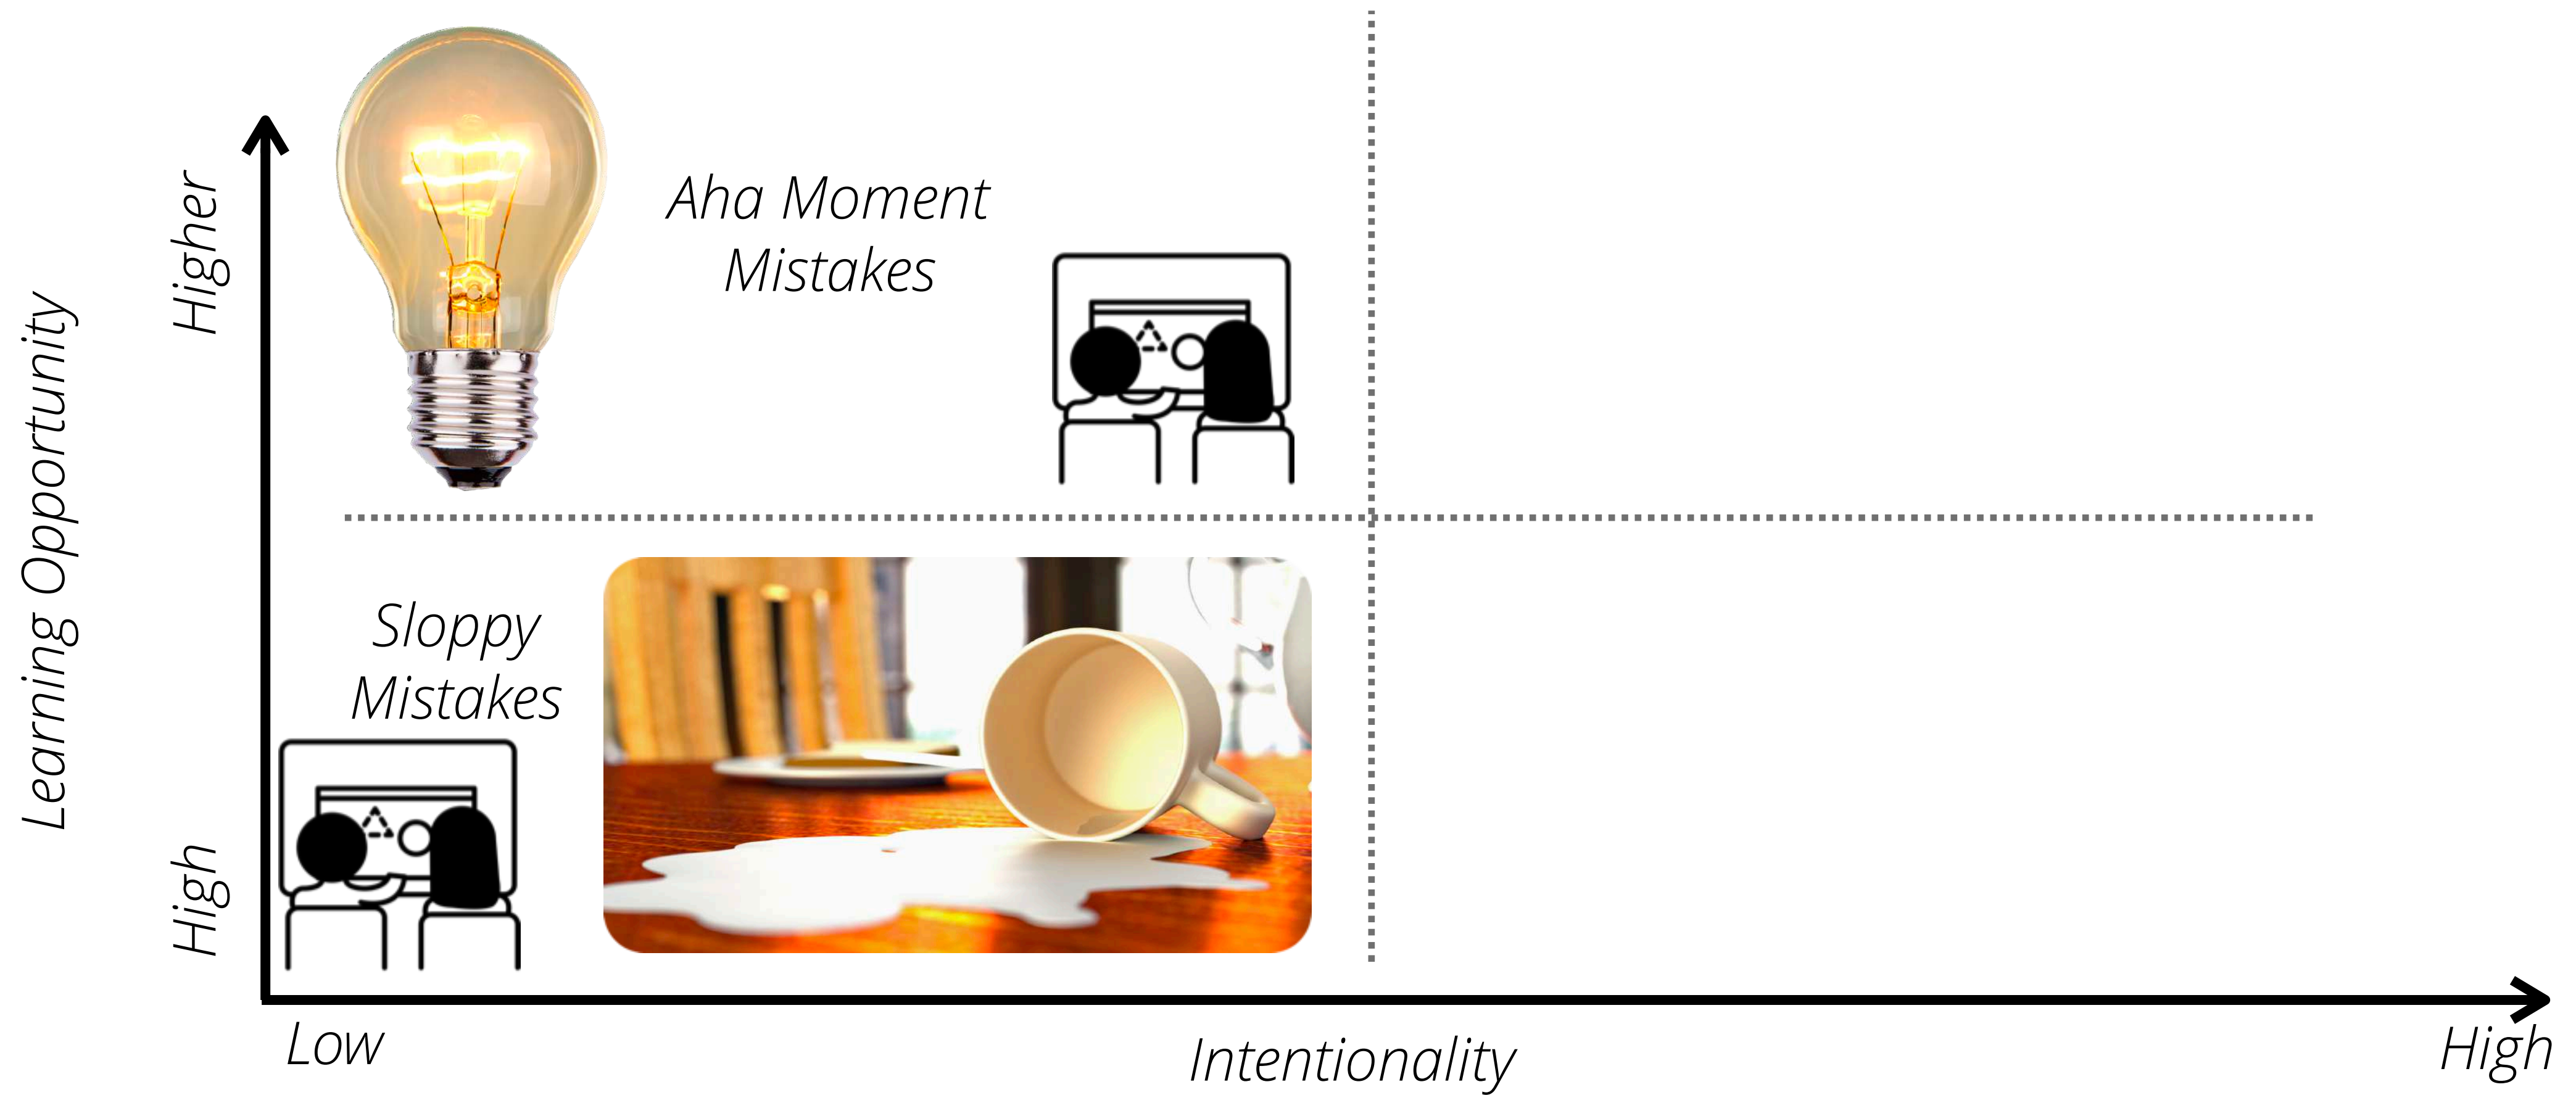 Learning Opportunity
Higher
High
Aha Moment
Mistakes
Sloppy
Mistakes
Low
Intentionality
High